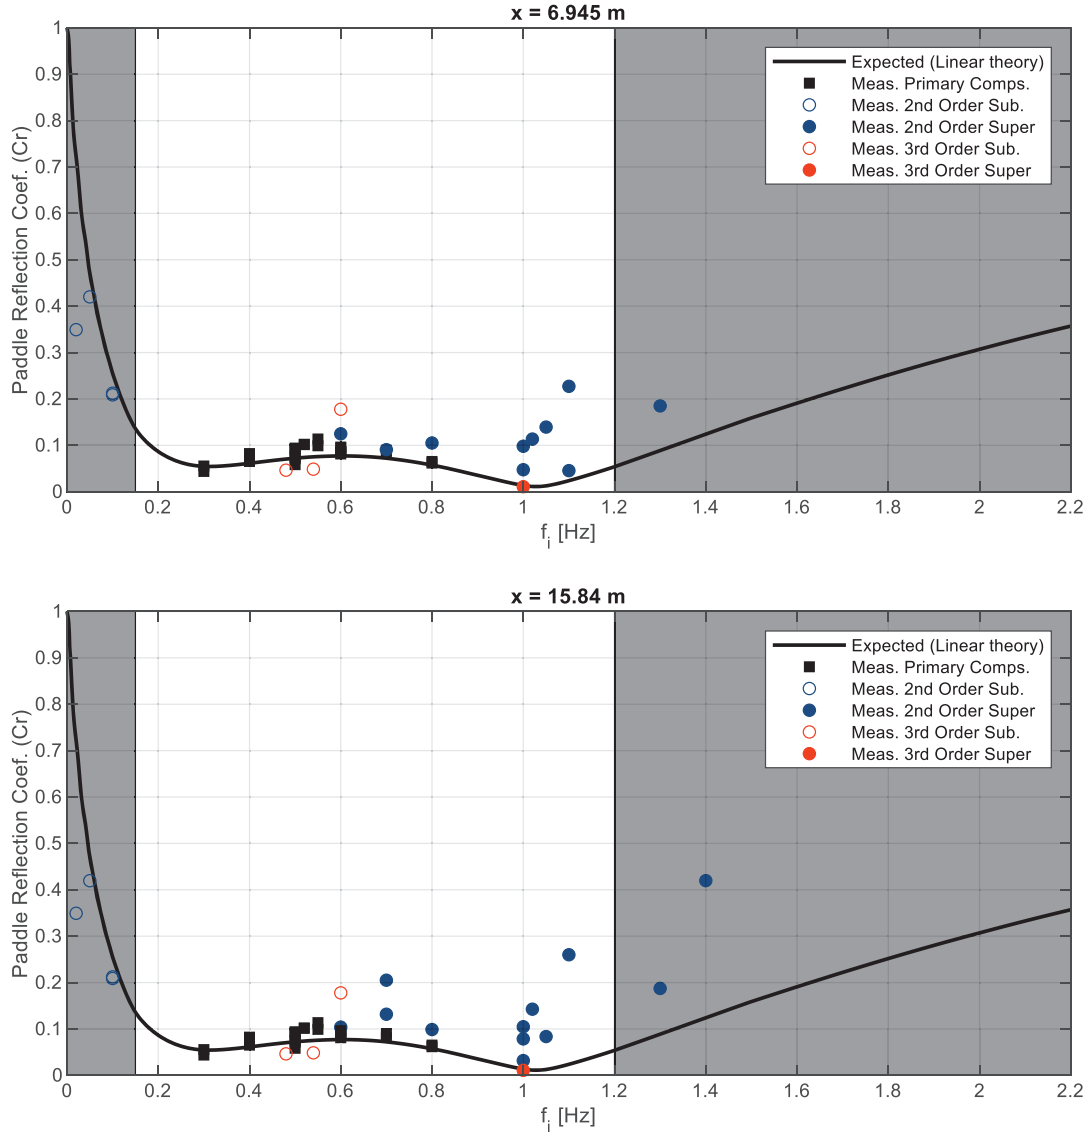 x = 6.945 m
1
0.9
0.8
0.7
0.6
0.5
0.4
0.3
0.2
0.1
0
Paddle Reflection Coef. (Cr)
Expected (Linear theory)
Meas. Primary Comps.
Meas. 2nd Order Sub.
Meas. 2nd Order Super
Meas. 3rd Order Sub.
Meas. 3rd Order Super
0 0.2 0.4 0.6 0.8 1 1.2 1.4 1.6 1.8 2 2.2
f_i [Hz]
x = 15.84 m
1
0.9
0.8
0.7
0.6
0.5
0.4
0.3
0.2
0.1
0
Paddle Reflection Coef. (Cr)
Expected (Linear theory)
Meas. Primary Comps.
Meas. 2nd Order Sub.
Meas. 2nd Order Super
Meas. 3rd Order Sub.
Meas. 3rd Order Super
0 0.2 0.4 0.6 0.8 1 1.2 1.4 1.6 1.8 2 2.2
f_i [Hz]